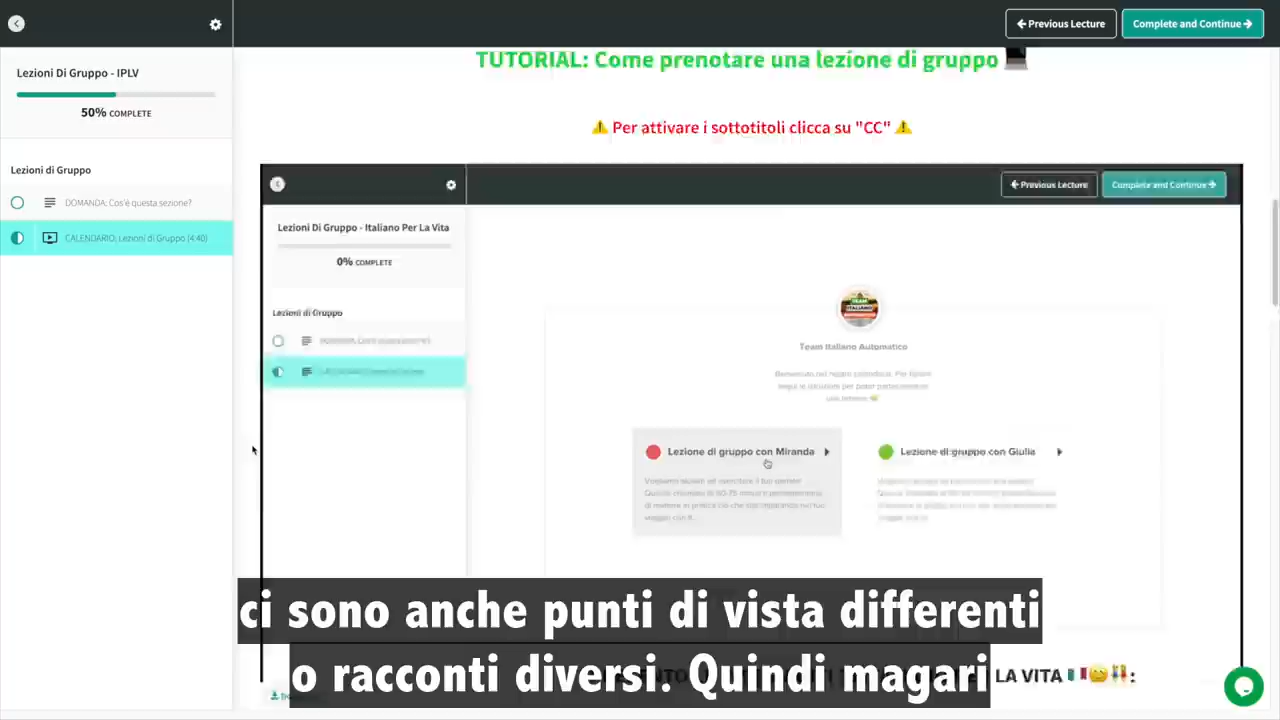 Previous Lecture
Complete and Continue
Lezioni Di Gruppo - IPLV
50% COMPLETE
Lezioni di Gruppo
DOMANDA: Cos'è questa sezione?
CALENDARIO: Lezioni di Gruppo (4:40)
TUTORIAL: Come prenotare una lezione di gruppo
Per attivare i sottotitoli clicca su "CC"
Previous Lecture
Complete and Continue
Lezioni Di Gruppo - Italiano Per La Vita
0% COMPLETE
Lezioni di Gruppo
Team Italiano Automatico
Lezione di gruppo con Miranda
Lezione di gruppo con Giulia
ci sono anche punti di vista differenti
o racconti diversi. Quindi magari
LA VITA